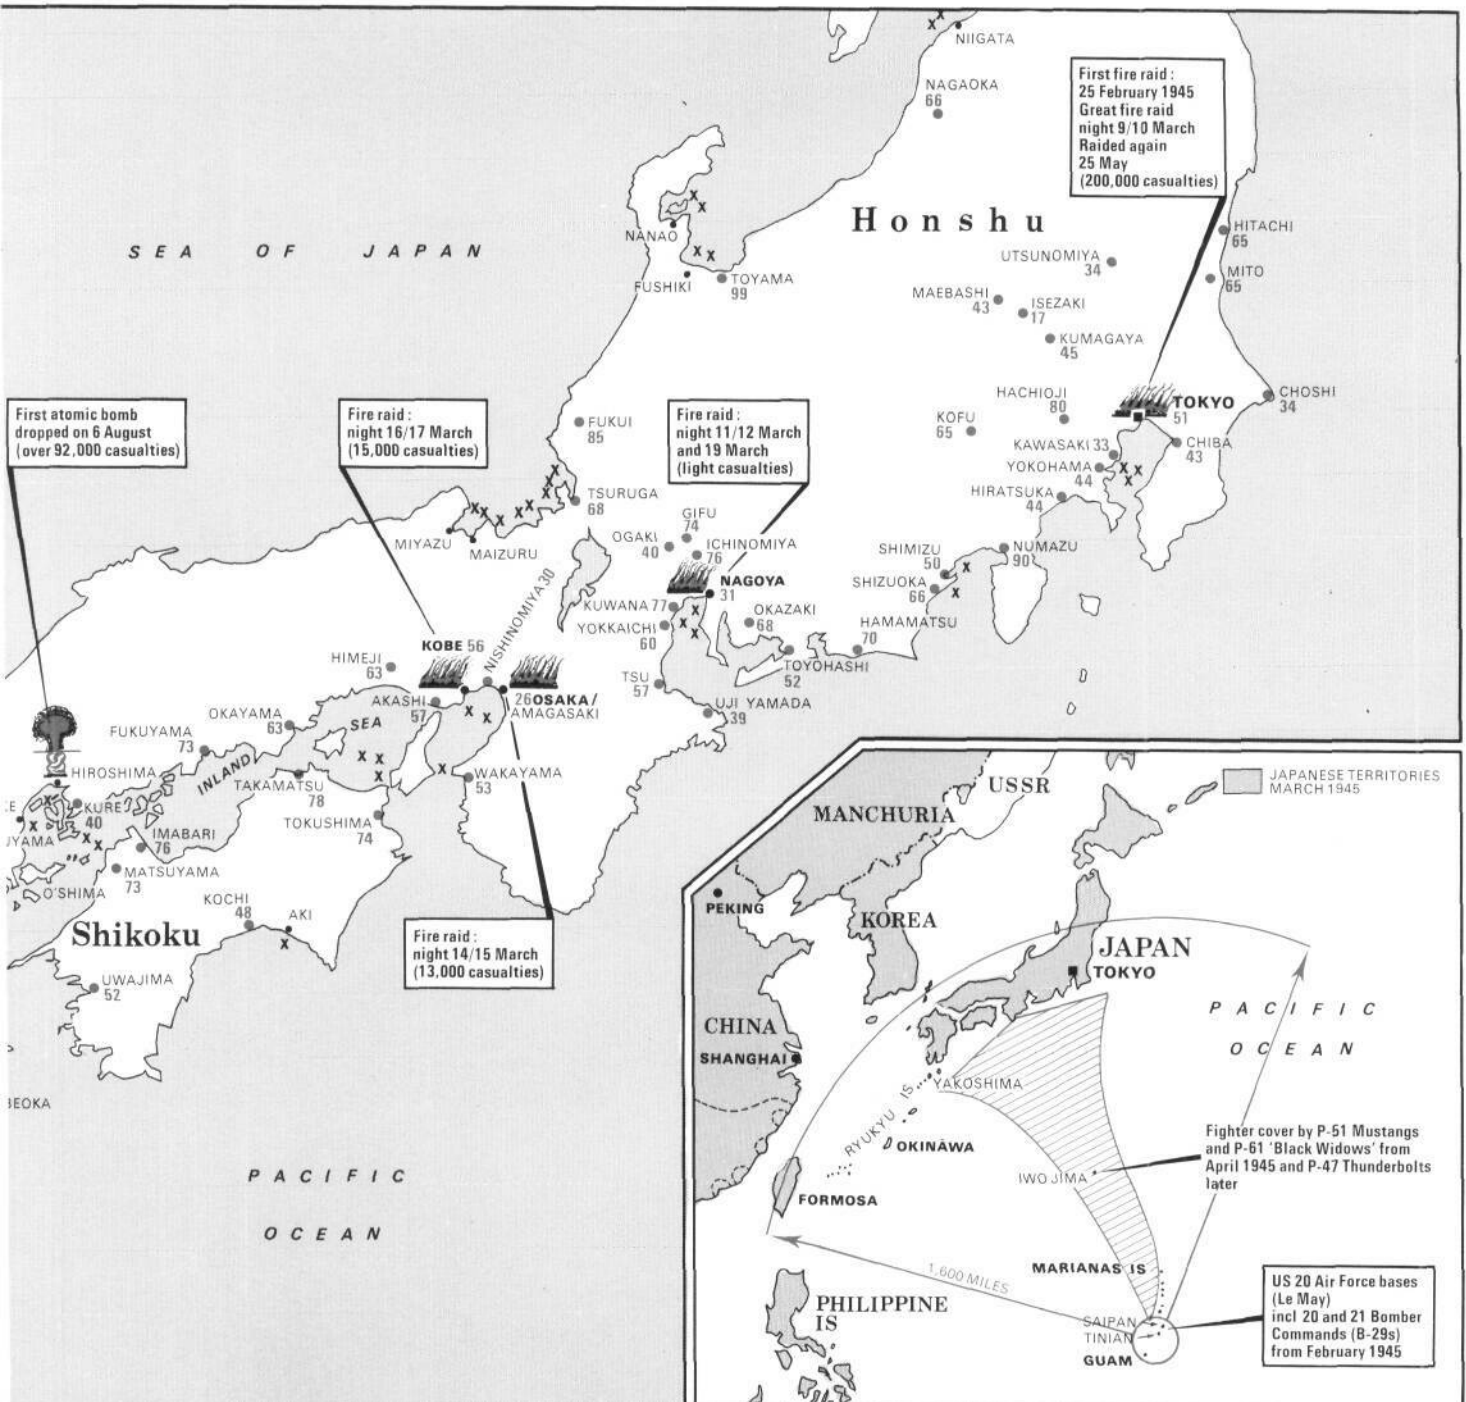 NIIGATA
NAGAOKA
66
First fire raid :
25 February 1945
Great fire raid
night 9/10 March
Raided again
25 May
(200,000 casualties)
Honshu
SEA OF JAPAN
NANAO
FUSHIKI
TOYAMA
99
HITACHI
65
UTSUNOMIYA
34
MITO
65
MAEBASHI
43
ISEZAKI
17
KUMAGAYA
45
HACHIOJI
80
KOFU
65
TOKYO
51
CHOSHI
34
CHIBA
43
KAWASAKI 33
YOKOHAMA
44
HIRATSUKA
44
First atomic bomb
dropped on 6 August
(over 92,000 casualties)
Fire raid :
night 16/17 March
(15,000 casualties)
Fire raid :
night 11/12 March
and 19 March
(light casualties)
FUKUI
85
TSURUGA
68
MIYAZU
MAIZURU
GIFU
74
OGAKI
40
ICHINOMIYA
76
NAGOYA
31
SHIMIZU
50
NUMAZU
90
SHIZUOKA
66
KUWANA 77
OKAZAKI
68
YOKKAICHI
60
HAMAMATSU
70
TOYOHASHI
52
NISHINOMIYA 30
KOBE 56
HIMEJI
63
AKASHI
57
26 OSAKA /
AMAGASAKI
TSU
57
UJI YAMADA
39
OKAYAMA
63
FUKUYAMA
73
INLAND SEA
HIROSHIMA
TAKAMATSU
78
WAKAYAMA
53
KURE
40
TOKUSHIMA
74
IMABARI
76
UYAMA
MATSUYAMA
73
O'SHIMA
KOCHI
48
AKI
Shikoku
Fire raid :
night 14/15 March
(13,000 casualties)
UWAJIMA
52
BEOKA
PACIFIC
OCEAN
JAPANESE TERRITORIES
MARCH 1945
USSR
MANCHURIA
PEKING
KOREA
JAPAN
TOKYO
PACIFIC
OCEAN
CHINA
SHANGHAI
YAKOSHIMA
RYUKYU IS
OKINAWA
Fighter cover by P-51 Mustangs
and P-61 'Black Widows' from
April 1945 and P-47 Thunderbolts
later
IWO JIMA
FORMOSA
1,600 MILES
MARIANAS IS
PHILIPPINE
IS
SAIPAN
TINIAN
GUAM
US 20 Air Force bases
(Le May)
incl 20 and 21 Bomber
Commands (B-29s)
from February 1945